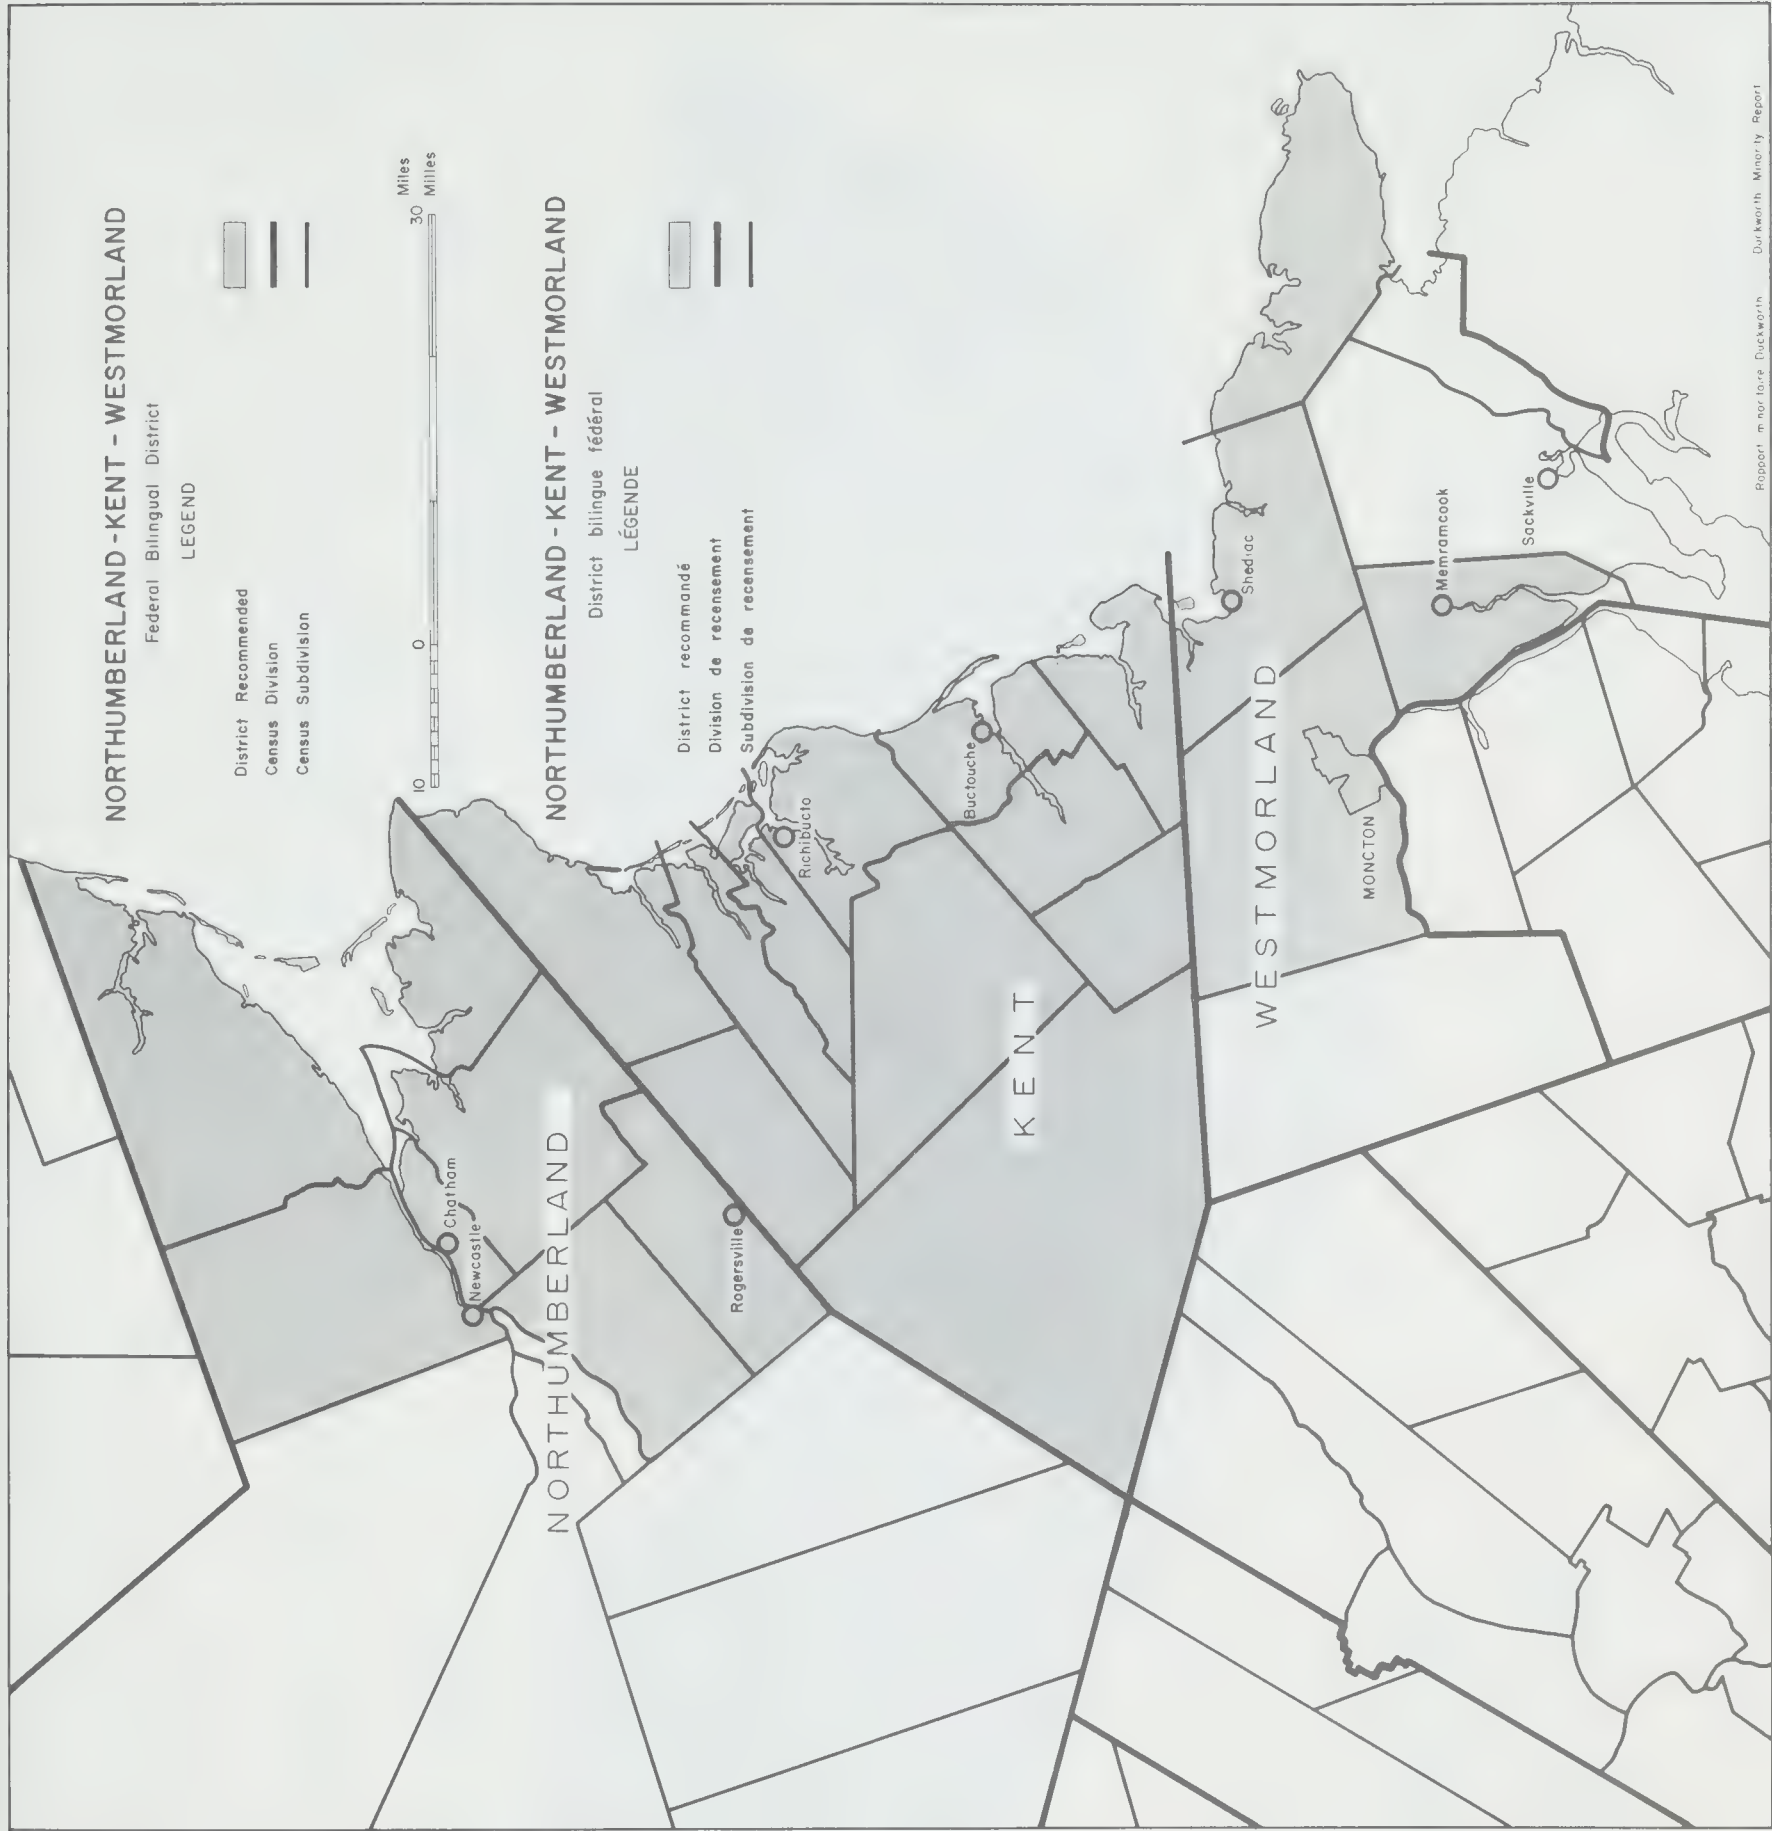 NORTHUMBERLAND-KENT-WESTMORLAND
Federal Bilingual District
LEGEND
District Recommended
Census Division
Census Subdivision
10 0 30 Miles
Milles
NORTHUMBERLAND-KENT-WESTMORLAND
District bilingue fédéral
LÉGENDE
District recommandé
Division de recensement
Subdivision de recensement
NORTHUMBERLAND
Chatham
Newcastle
Rogersville
Richibucto
Buctouche
KENT
WESTMORLAND
Shediac
MONCTON
Memramcook
Sackville
Rapport minoritaire Duckworth
Duckworth Minority Report